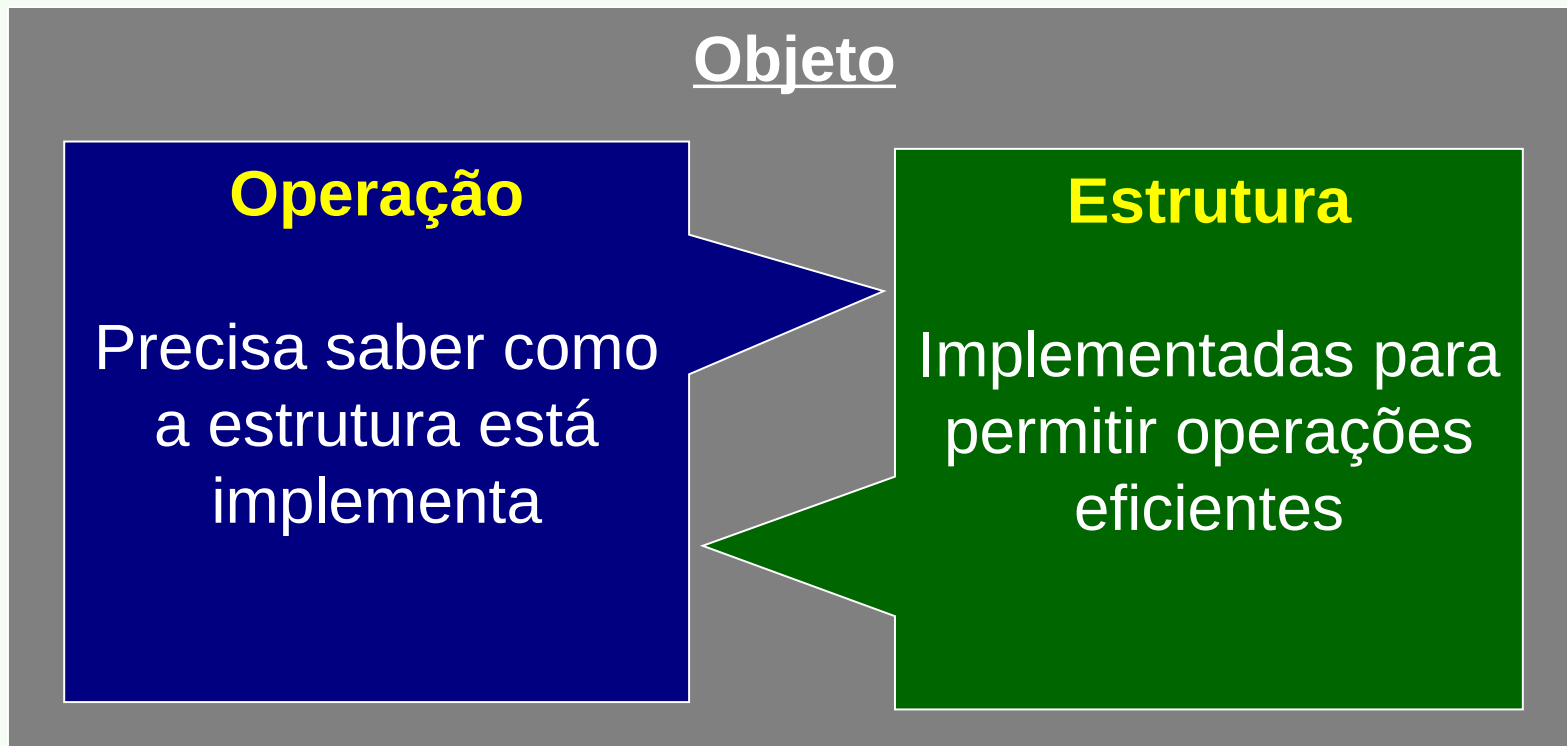 Objeto
Operação
Precisa saber como
a estrutura está
implementa
Estrutura
Implementadas para
permitir operações
eficientes